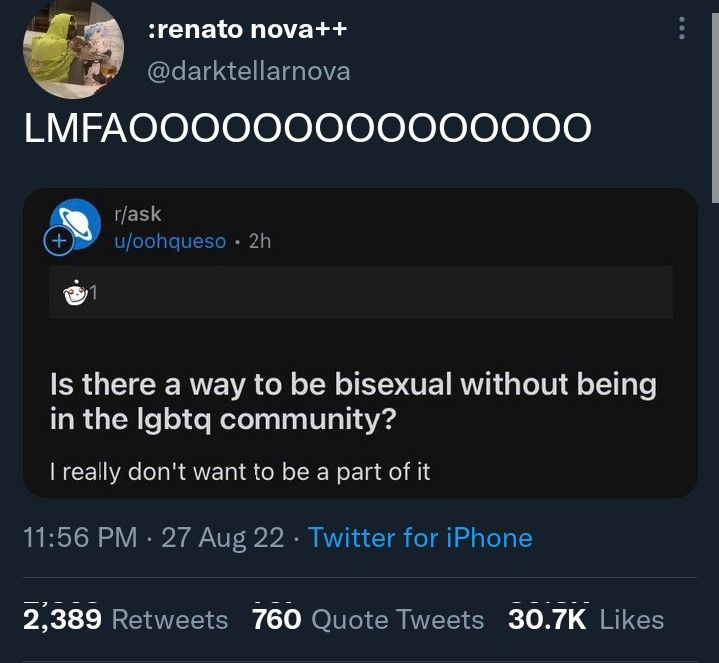 :renato nova++
@darktellarnova
LMFAOOOOOOOOOOOOOOO
r/ask
u/oohqueso • 2h
1
Is there a way to be bisexual without being
in the lgbtq community?
I really don't want to be a part of it
11:56 PM · 27 Aug 22 · Twitter for iPhone
2,389 Retweets 760 Quote Tweets 30.7K Likes